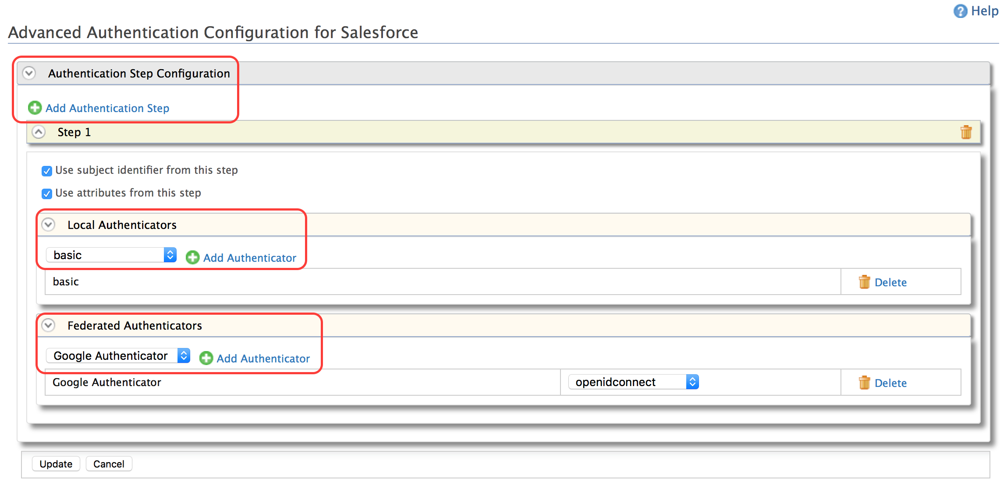 Help
Advanced Authentication Configuration for Salesforce
Authentication Step Configuration
Add Authentication Step
Step 1
Use subject identifier from this step
Use attributes from this step
Local Authenticators
basic Add Authenticator
basic Delete
Federated Authenticators
Google Authenticator Add Authenticator
Google Authenticator openidconnect Delete
Update Cancel